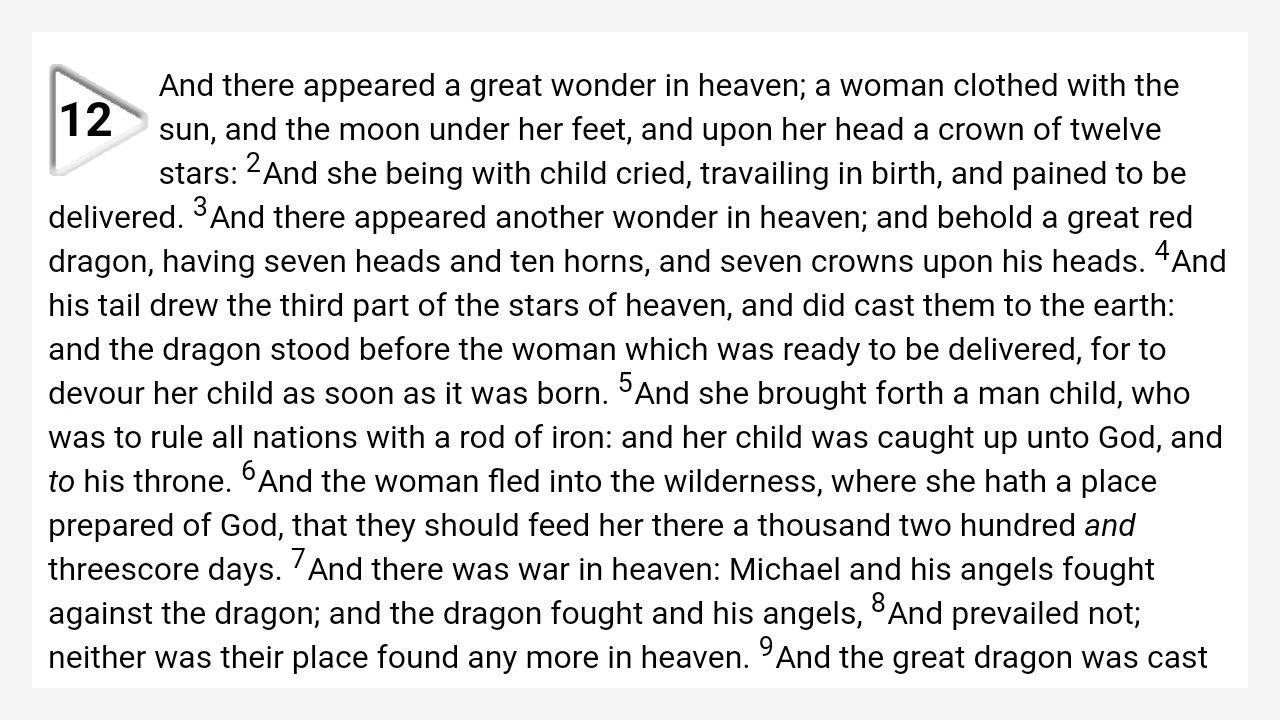 12 And there appeared a great wonder in heaven; a woman clothed with the
sun, and the moon under her feet, and upon her head a crown of twelve
stars: 2And she being with child cried, travailing in birth, and pained to be
delivered. 3And there appeared another wonder in heaven; and behold a great red
dragon, having seven heads and ten horns, and seven crowns upon his heads. 4And
his tail drew the third part of the stars of heaven, and did cast them to the earth:
and the dragon stood before the woman which was ready to be delivered, for to
devour her child as soon as it was born. 5And she brought forth a man child, who
was to rule all nations with a rod of iron: and her child was caught up unto God, and
to his throne. 6And the woman fled into the wilderness, where she hath a place
prepared of God, that they should feed her there a thousand two hundred and
threescore days. 7And there was war in heaven: Michael and his angels fought
against the dragon; and the dragon fought and his angels, 8And prevailed not;
neither was their place found any more in heaven. 9And the great dragon was cast